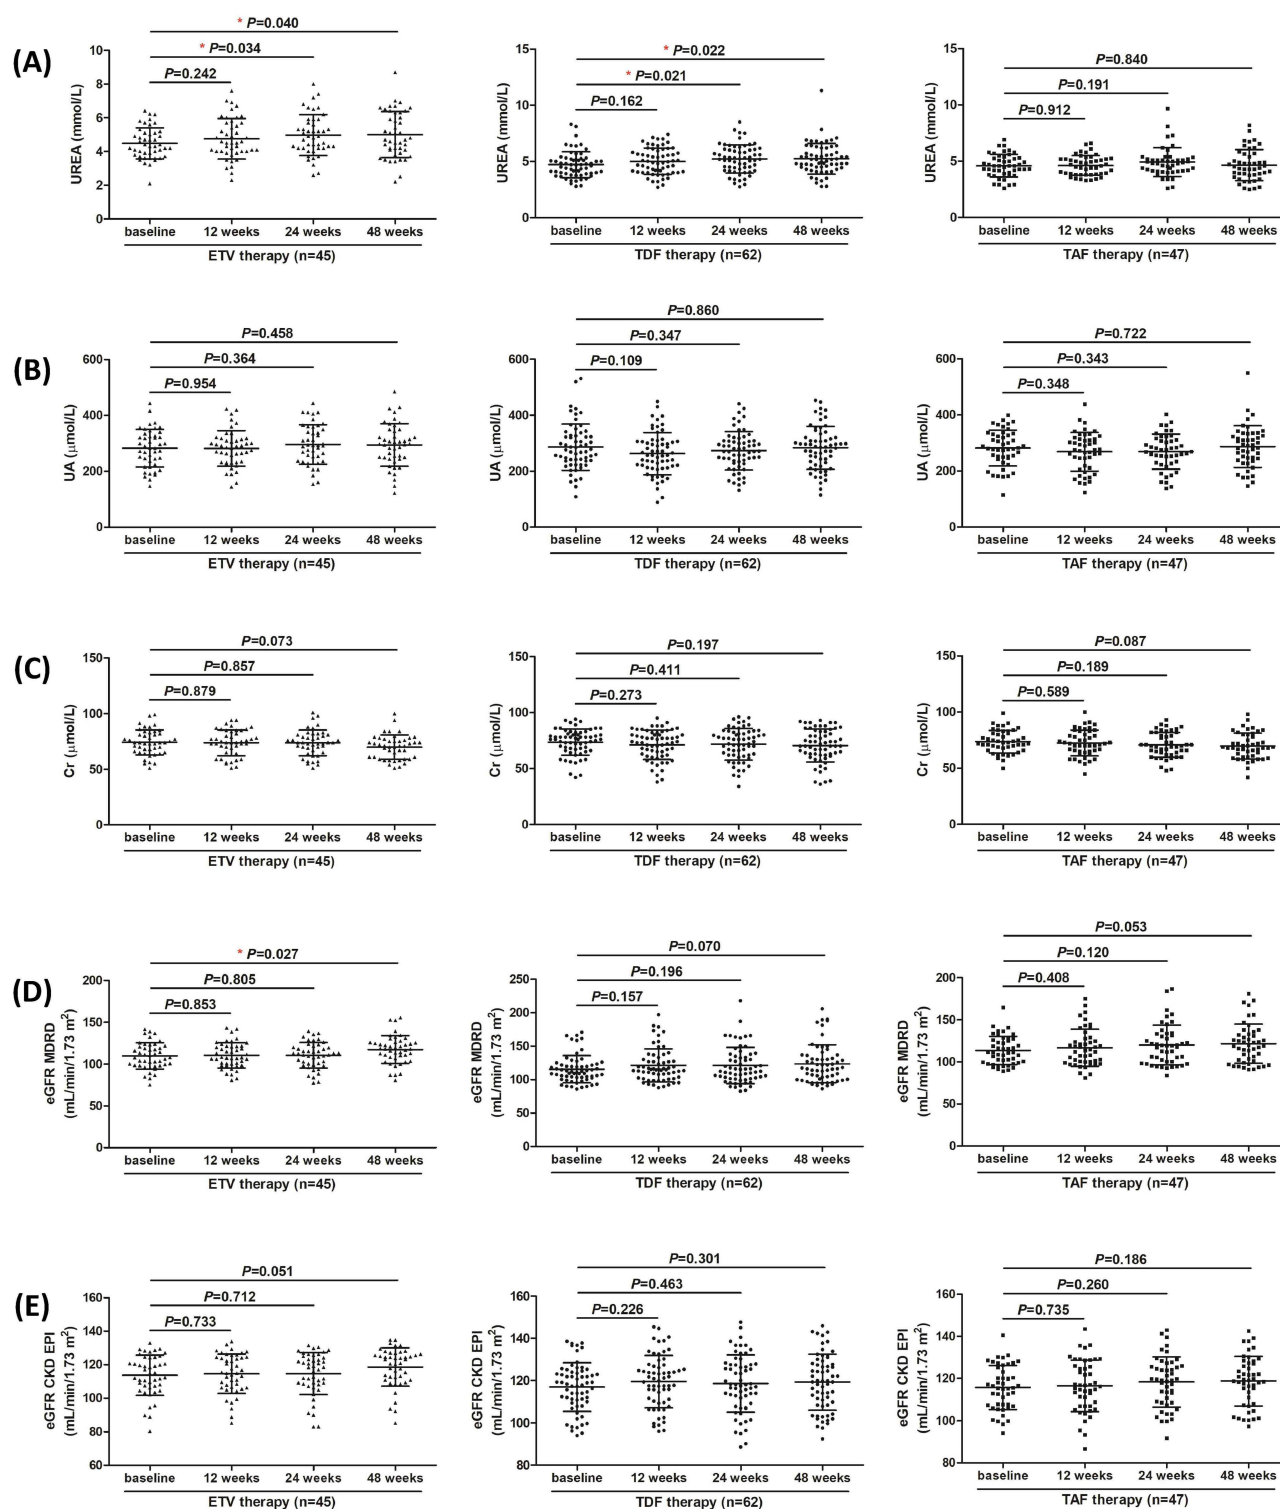 (A)
* P=0.040
* P=0.034
P=0.242
UREA (mmol/L)
10
8
6
4
2
0
baseline 12 weeks 24 weeks 48 weeks
ETV therapy (n=45)
* P=0.022
* P=0.021
P=0.162
UREA (mmol/L)
15
10
5
0
baseline 12 weeks 24 weeks 48 weeks
TDF therapy (n=62)
P=0.840
P=0.191
P=0.912
UREA (mmol/L)
15
10
5
0
baseline 12 weeks 24 weeks 48 weeks
TAF therapy (n=47)
(B)
P=0.458
P=0.364
P=0.954
UA (μmol/L)
600
400
200
0
baseline 12 weeks 24 weeks 48 weeks
ETV therapy (n=45)
P=0.860
P=0.347
P=0.109
UA (μmol/L)
600
400
200
0
baseline 12 weeks 24 weeks 48 weeks
TDF therapy (n=62)
P=0.722
P=0.343
P=0.348
UA (μmol/L)
600
400
200
0
baseline 12 weeks 24 weeks 48 weeks
TAF therapy (n=47)
(C)
P=0.073
P=0.857
P=0.879
Cr (μmol/L)
150
100
50
0
baseline 12 weeks 24 weeks 48 weeks
ETV therapy (n=45)
P=0.197
P=0.411
P=0.273
Cr (μmol/L)
150
100
50
0
baseline 12 weeks 24 weeks 48 weeks
TDF therapy (n=62)
P=0.087
P=0.189
P=0.589
Cr (μmol/L)
150
100
50
0
baseline 12 weeks 24 weeks 48 weeks
TAF therapy (n=47)
(D)
* P=0.027
P=0.805
P=0.853
eGFR MDRD
(mL/min/1.73 m²)
200
150
100
50
0
baseline 12 weeks 24 weeks 48 weeks
ETV therapy (n=45)
P=0.070
P=0.196
P=0.157
eGFR MDRD
(mL/min/1.73 m²)
250
200
150
100
50
0
baseline 12 weeks 24 weeks 48 weeks
TDF therapy (n=62)
P=0.053
P=0.120
P=0.408
eGFR MDRD
(mL/min/1.73 m²)
200
150
100
50
0
baseline 12 weeks 24 weeks 48 weeks
TAF therapy (n=47)
(E)
P=0.051
P=0.712
P=0.733
eGFR CKD EPI
(mL/min/1.73 m²)
160
140
120
100
80
60
baseline 12 weeks 24 weeks 48 weeks
ETV therapy (n=45)
P=0.301
P=0.463
P=0.226
eGFR CKD EPI
(mL/min/1.73 m²)
160
140
120
100
80
baseline 12 weeks 24 weeks 48 weeks
TDF therapy (n=62)
P=0.186
P=0.260
P=0.735
eGFR CKD EPI
(mL/min/1.73 m²)
160
140
120
100
80
baseline 12 weeks 24 weeks 48 weeks
TAF therapy (n=47)